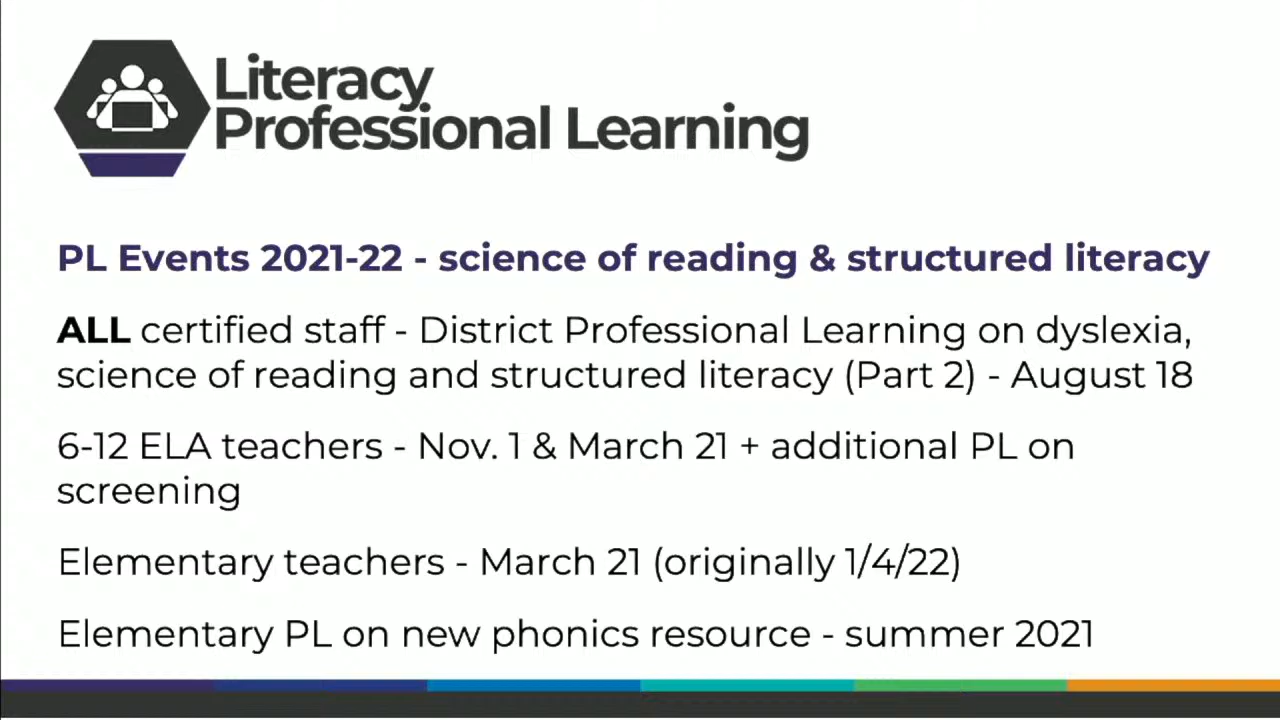 Literacy
Professional Learning
PL Events 2021-22 - science of reading & structured literacy
ALL certified staff - District Professional Learning on dyslexia,
science of reading and structured literacy (Part 2) - August 18
6-12 ELA teachers - Nov. 1 & March 21 + additional PL on
screening
Elementary teachers - March 21 (originally 1/4/22)
Elementary PL on new phonics resource - summer 2021